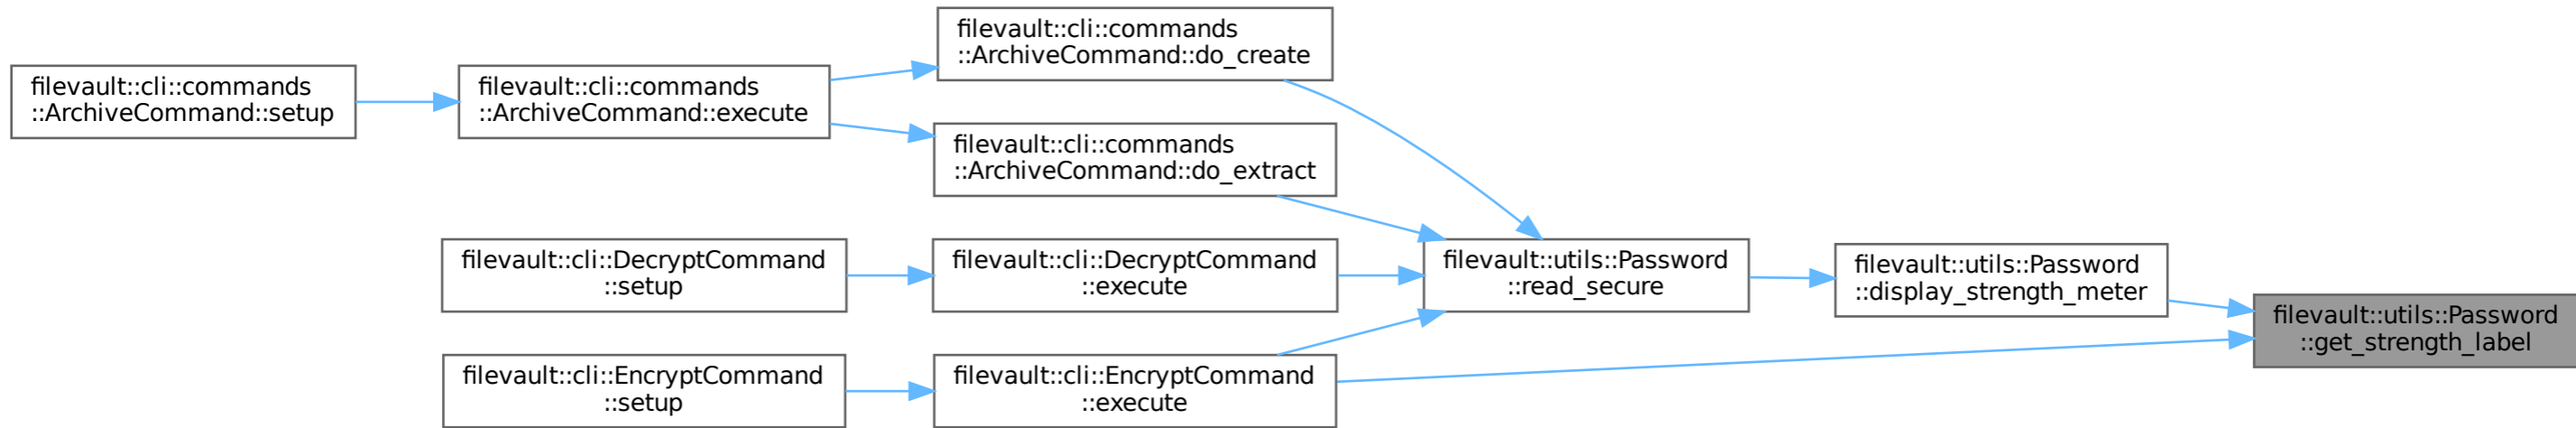 filevault::cli::commands
::ArchiveCommand::setup
filevault::cli::commands
::ArchiveCommand::execute
filevault::cli::commands
::ArchiveCommand::do_create
filevault::cli::commands
::ArchiveCommand::do_extract
filevault::cli::DecryptCommand
::setup
filevault::cli::DecryptCommand
::execute
filevault::cli::EncryptCommand
::setup
filevault::cli::EncryptCommand
::execute
filevault::utils::Password
::read_secure
filevault::utils::Password
::display_strength_meter
filevault::utils::Password
::get_strength_label